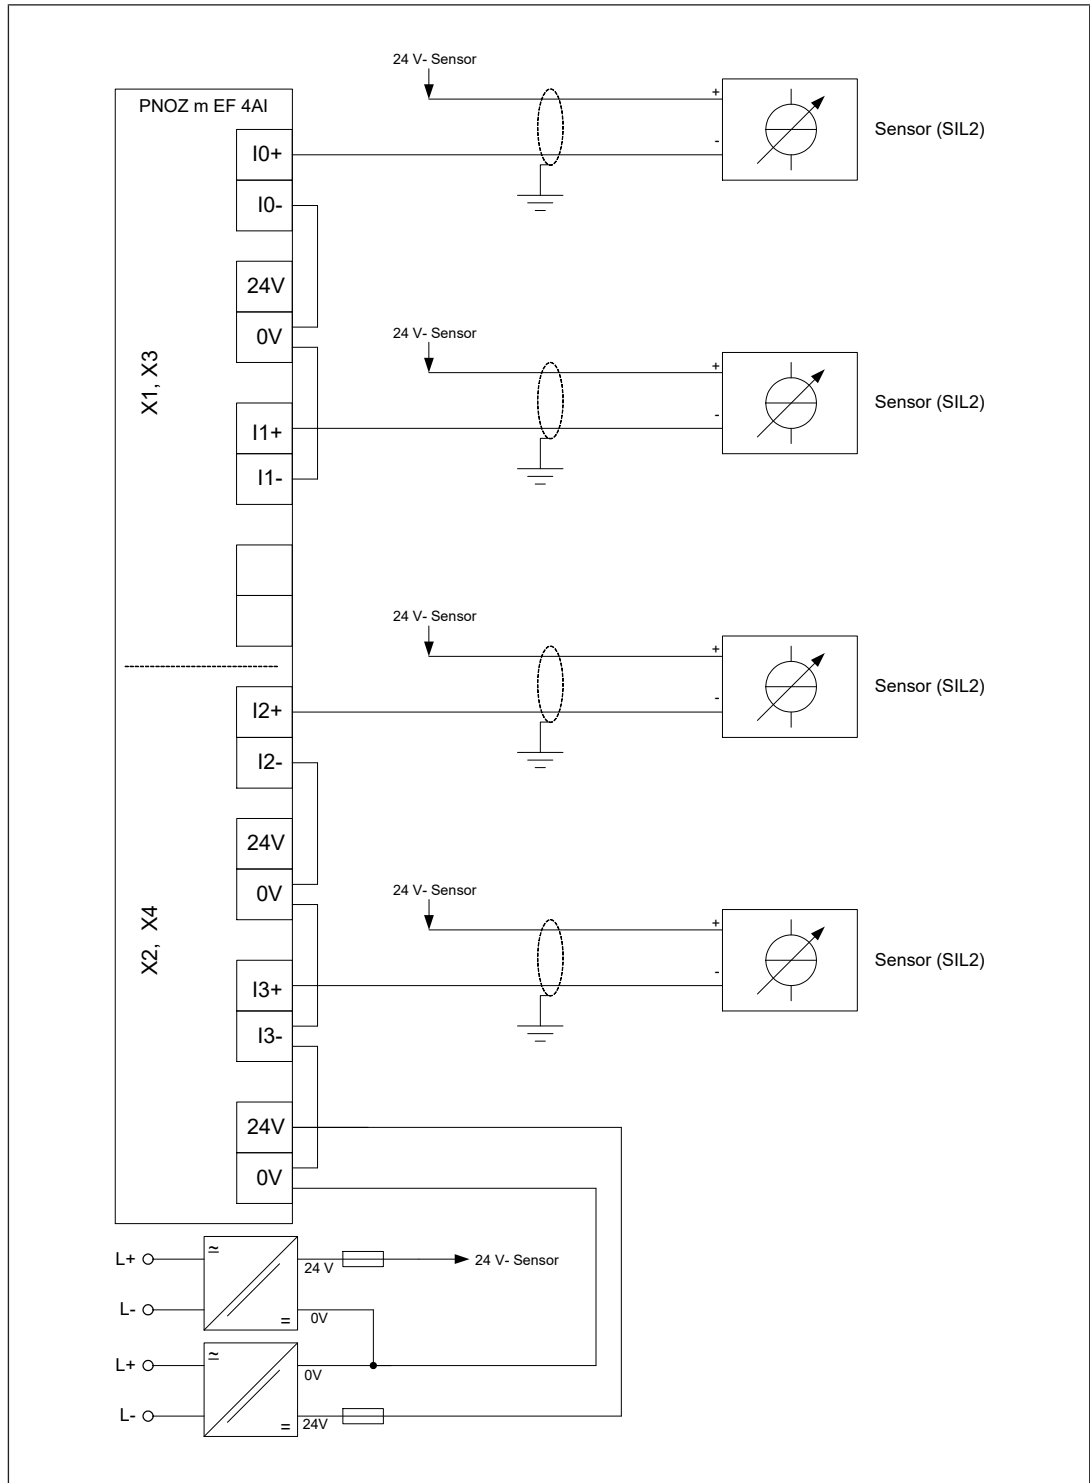 24 V- Sensor
PNOZ m EF 4AI
+
Sensor (SIL2)
-
I0+
I0-
24V
0V
X1, X3
24 V- Sensor
+
Sensor (SIL2)
-
I1+
I1-
24 V- Sensor
+
Sensor (SIL2)
-
I2+
I2-
24V
0V
X2, X4
24 V- Sensor
+
Sensor (SIL2)
-
I3+
I3-
24V
0V
L+
≃
24 V
24 V- Sensor
L-
=
0V
L+
≃
0V
L-
=
24V